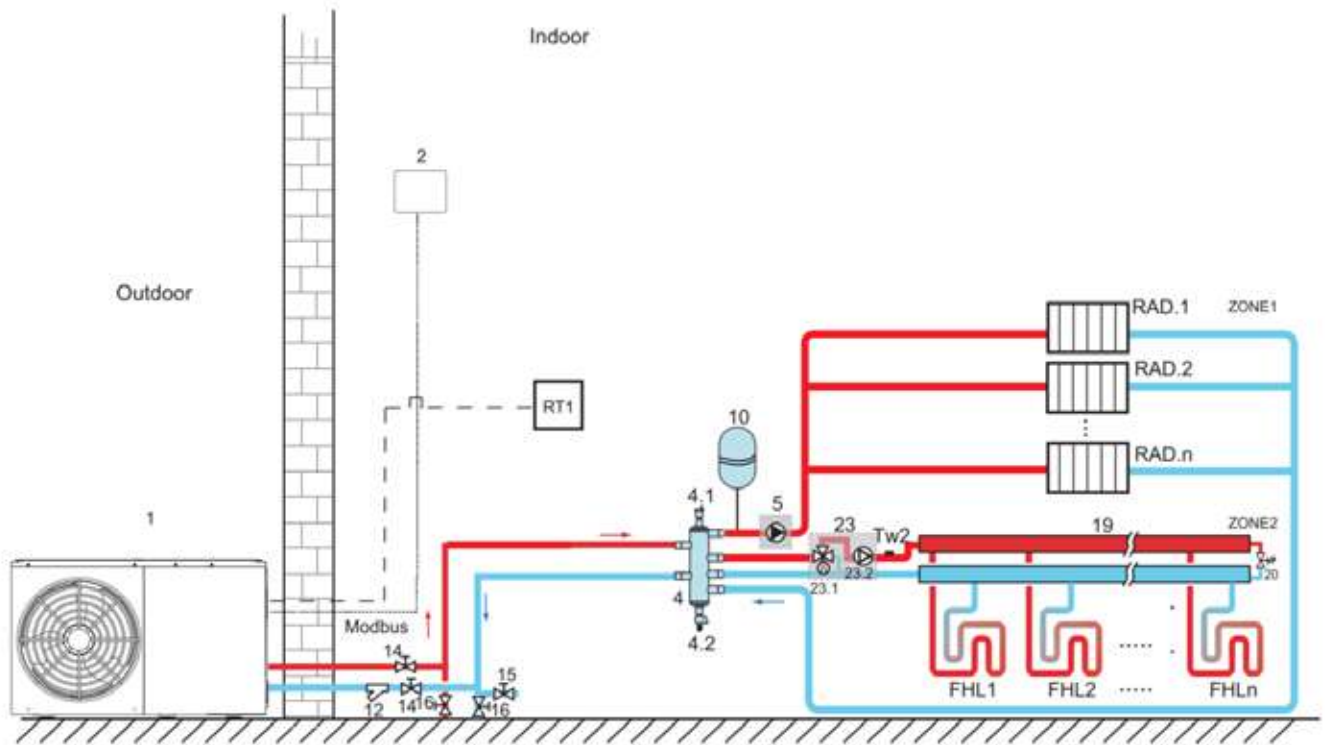 Indoor
2
Outdoor
RAD.1
ZONE1
RAD.2
RT1
10
RAD.n
4.1
5
1
23
Tw2
19
ZONE2
23.2
20
4
23.1
Modbus
4.2
14
15
12
14
16
16
FHL1
FHL2
FHLn